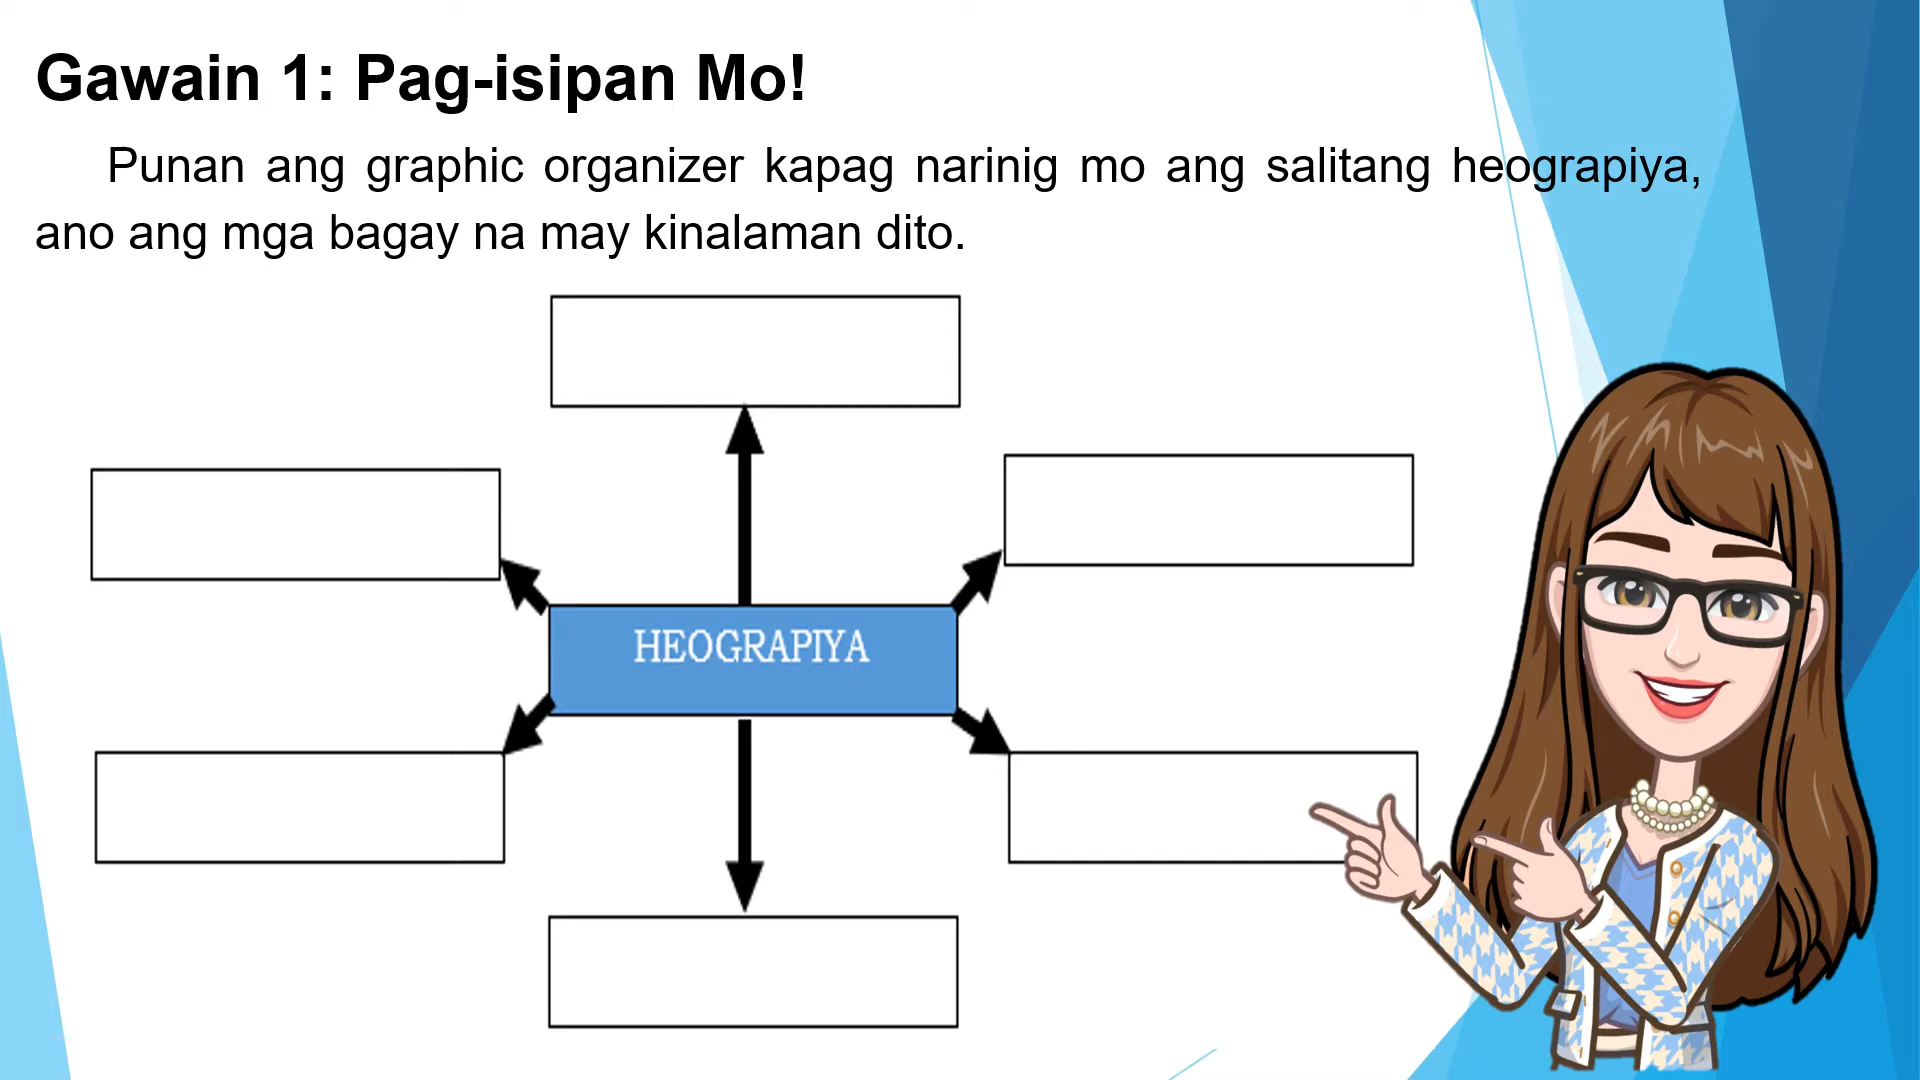 Gawain 1: Pag-isipan Mo!
Punan ang graphic organizer kapag narinig mo ang salitang heograpiya,
ano ang mga bagay na may kinalaman dito.
HEOGRAPIYA